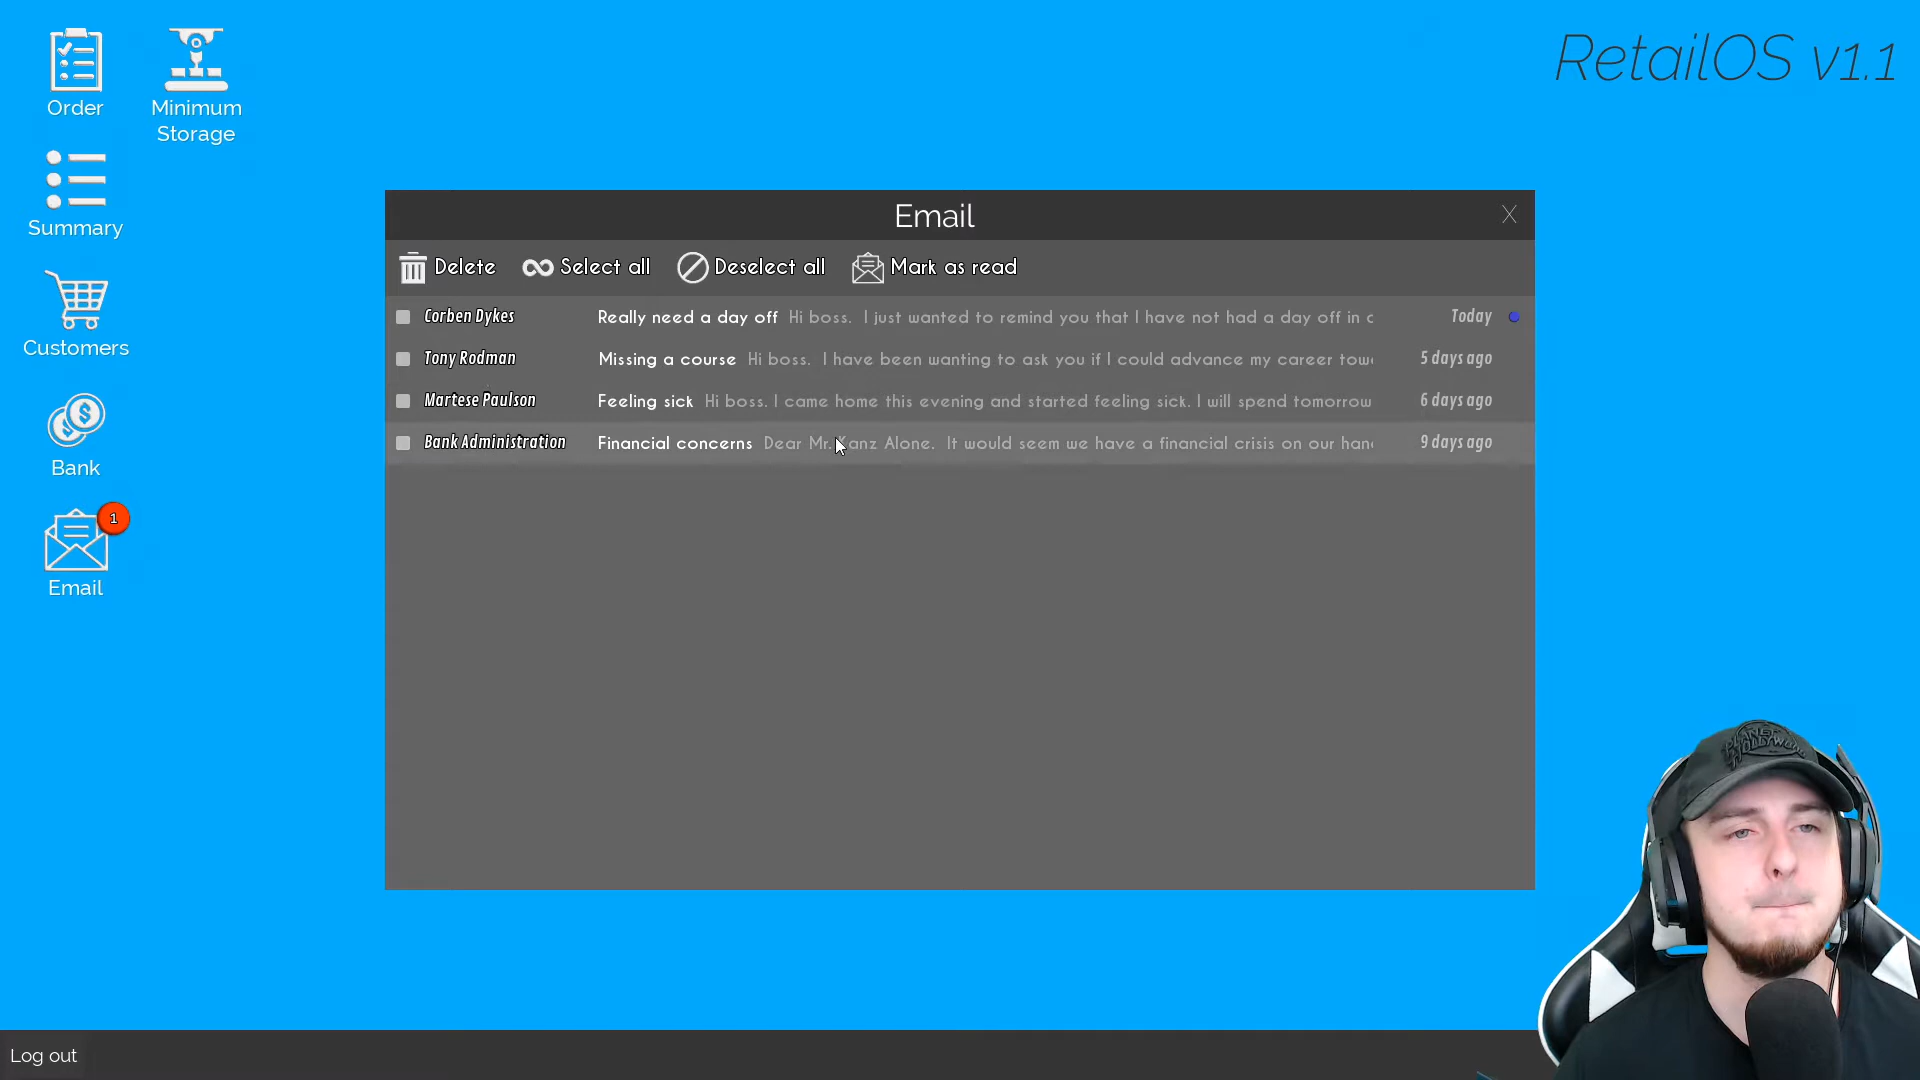 Order
Minimum
Storage
RetailOS v1.1
Summary
Customers
Bank
1
Email
Email
X
Delete
Select all
Deselect all
Mark as read
Corben Dykes Really need a day off Hi boss. I just wanted to remind you that I have not had a day off in Today
Tony Rodman Missing a course Hi boss. I have been wanting to ask you if I could advance my career 5 days ago
Martese Paulson Feeling sick Hi boss. I came home this evening and started feeling sick. I will spend tomorrow 6 days ago
Bank Administration Financial concerns Dear Mr. Kanz Alone. It would seem we have a financial crisis on our 9 days ago
PLANET
HOLLYWOOD
Log out